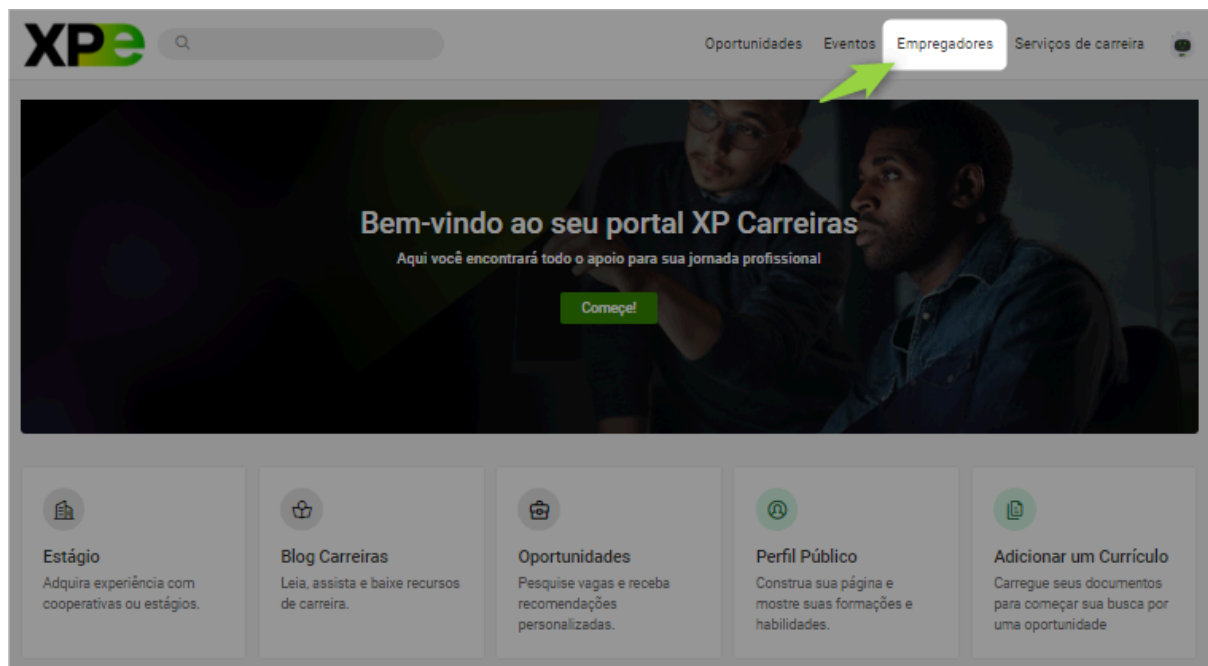 XPe
Oportunidades Eventos Empregadores Serviços de carreira
Bem-vindo ao seu portal XP Carreiras
Aqui você encontrará todo o apoio para sua jornada profissional
Começe!
Estágio
Adquira experiência com
cooperativas ou estágios.
Blog Carreiras
Leia, assista e baixe recursos
de carreira.
Oportunidades
Pesquise vagas e receba
recomendações
personalizadas.
Perfil Público
Construa sua página e
mostre suas formações e
habilidades.
Adicionar um Currículo
Carregue seus documentos
para começar sua busca por
uma oportunidade